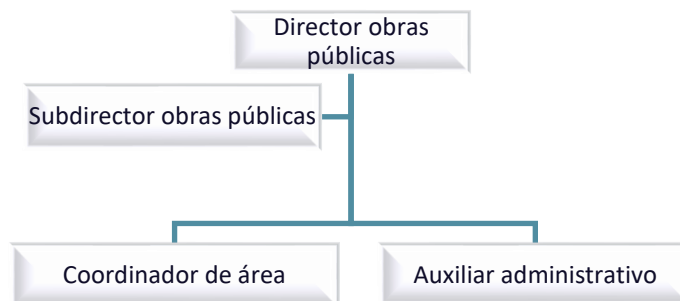 Director obras
públicas
Subdirector obras públicas
Coordinador de área
Auxiliar administrativo